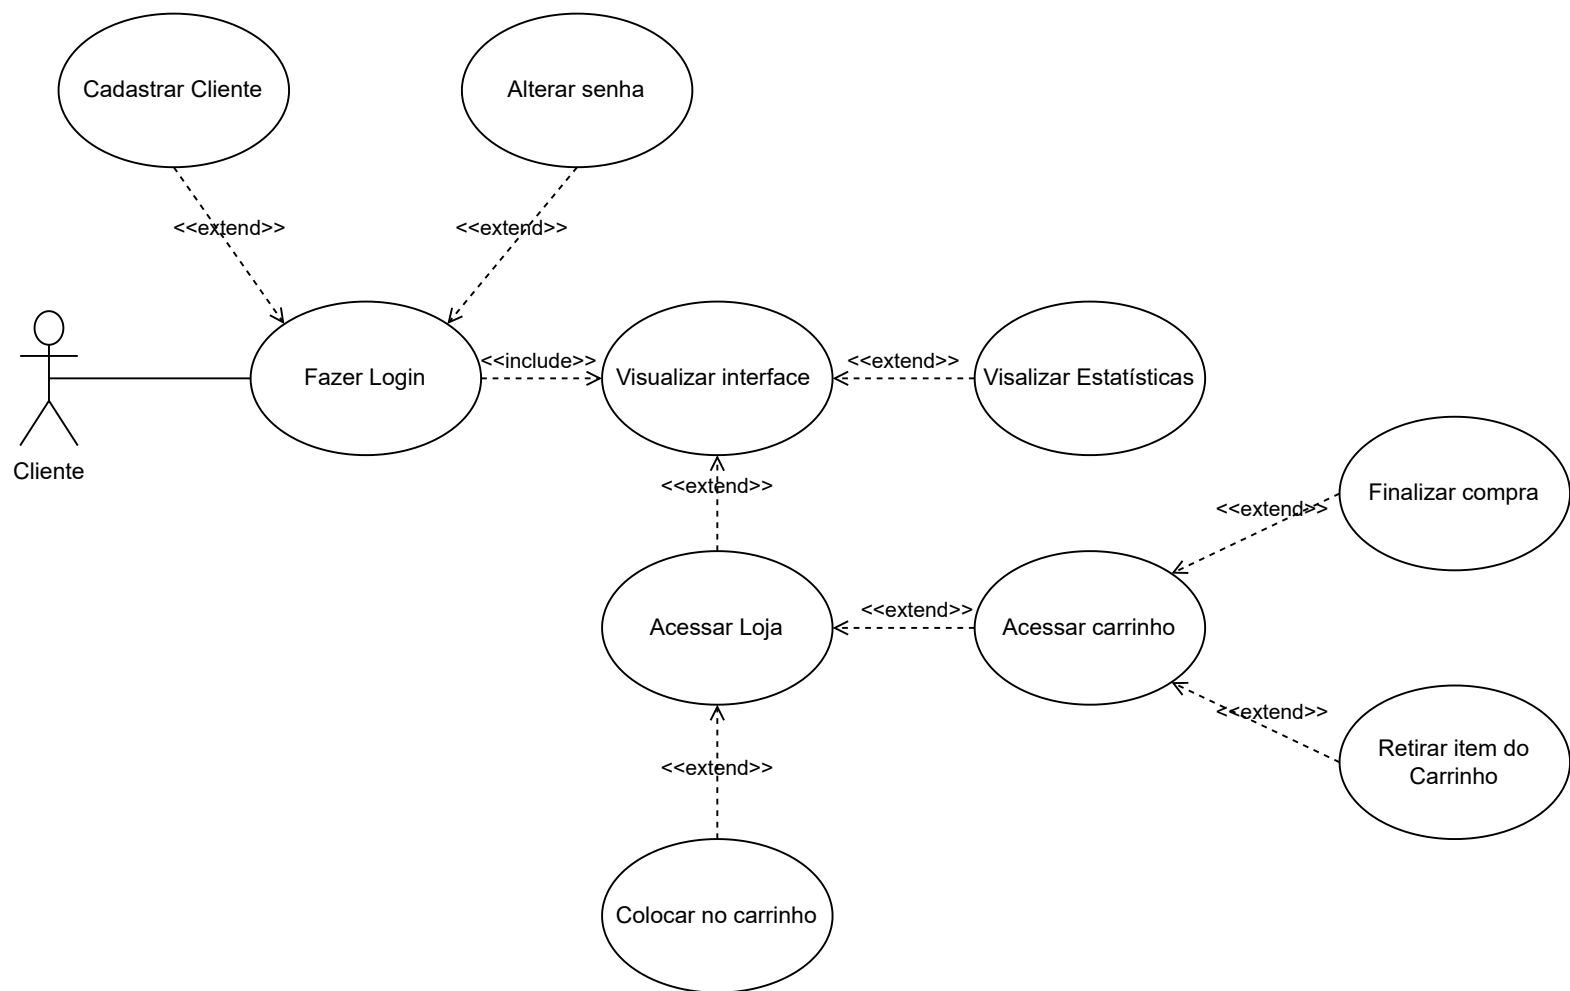 Cadastrar Cliente
Alterar senha
<<extend>>
<<extend>>
Fazer Login
<<include>>
Visualizar interface
<<extend>>
Visalizar Estatísticas
Cliente
<<extend>>
Finalizar compra
<<extend>>
Acessar Loja
<<extend>>
Acessar carrinho
<<extend>>
Retirar item do
Carrinho
<<extend>>
Colocar no carrinho